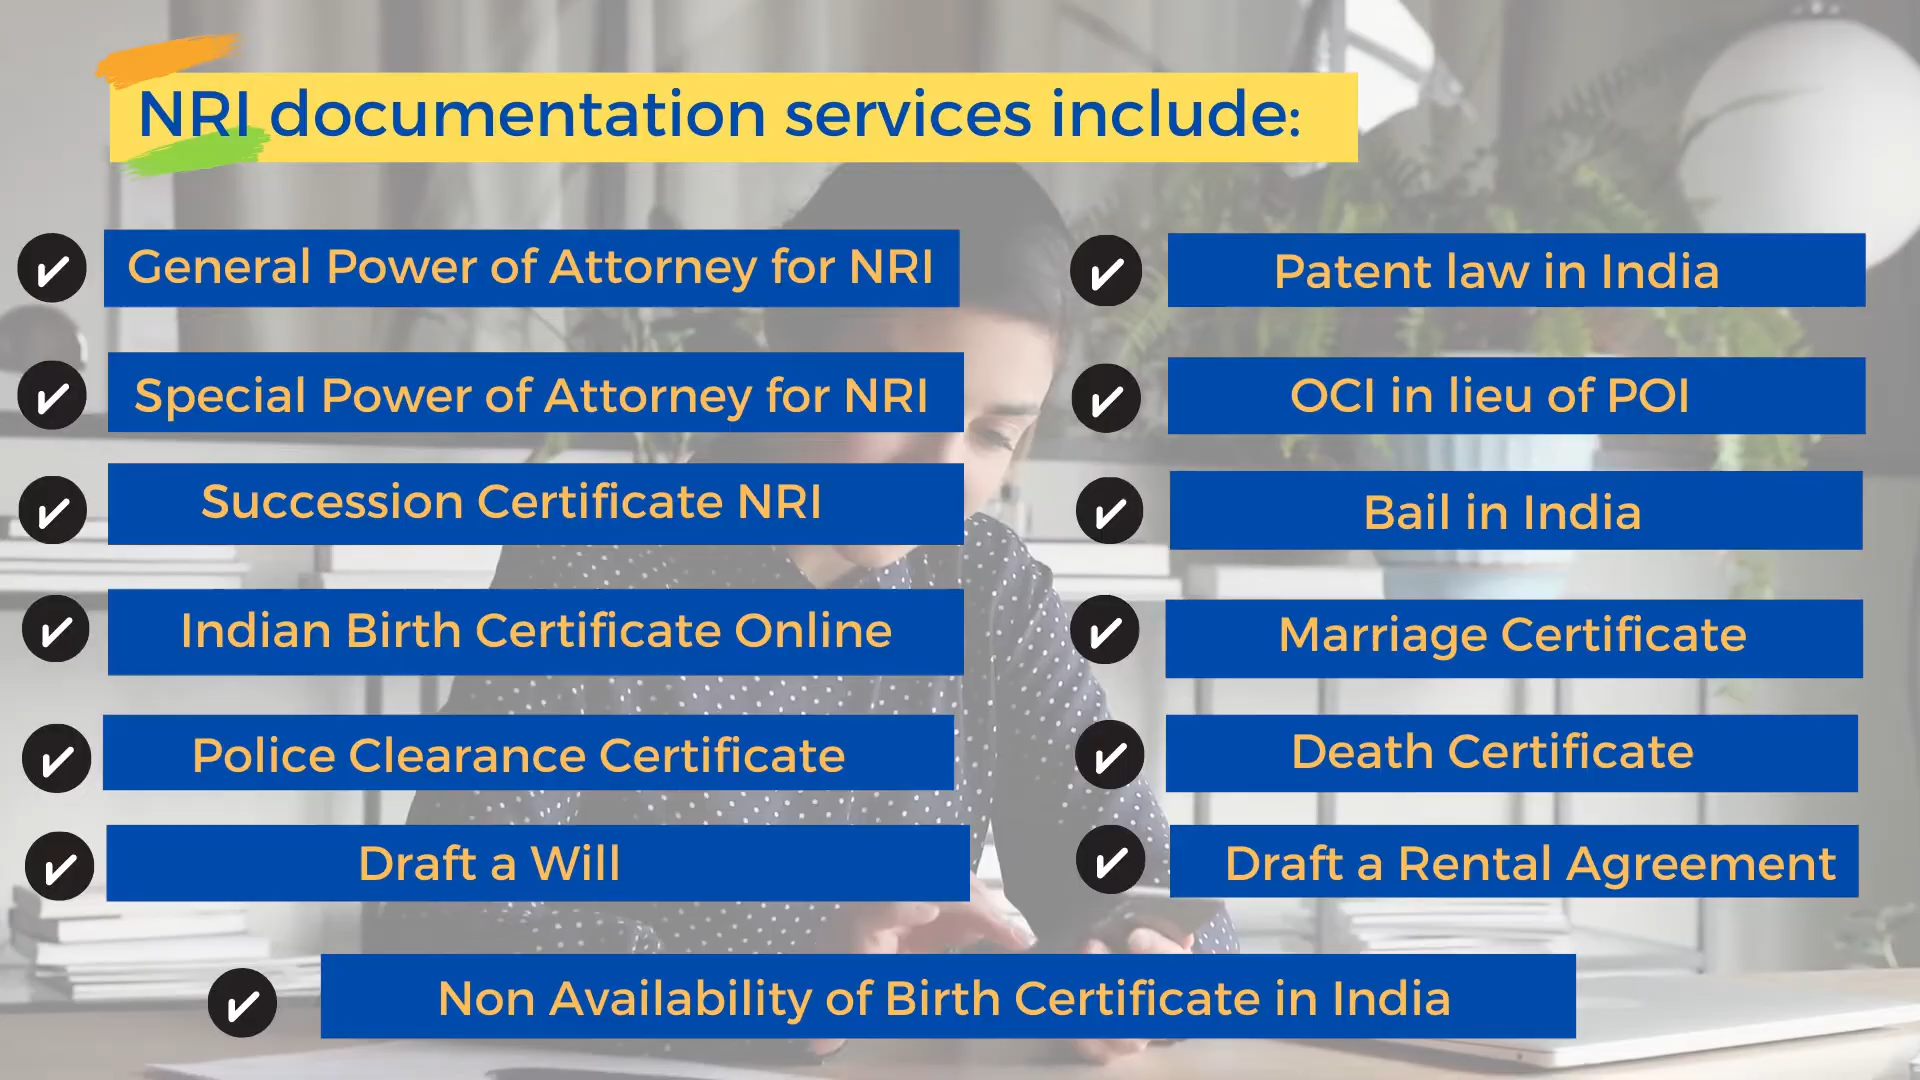 NRI documentation services include:
General Power of Attorney for NRI
Special Power of Attorney for NRI
Succession Certificate NRI
Indian Birth Certificate Online
Police Clearance Certificate
Draft a Will
Patent law in India
OCI in lieu of POI
Bail in India
Marriage Certificate
Death Certificate
Draft a Rental Agreement
Non Availability of Birth Certificate in India